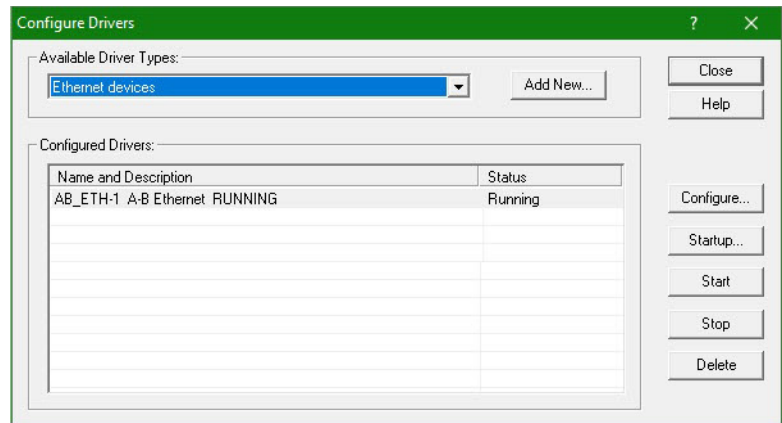 Configure Drivers ? ×
Available Driver Types:
Ethernet devices
Add New...
Close
Help
Configured Drivers:
Name and Description Status
AB_ETH-1 A-B Ethernet RUNNING Running
Configure...
Startup...
Start
Stop
Delete